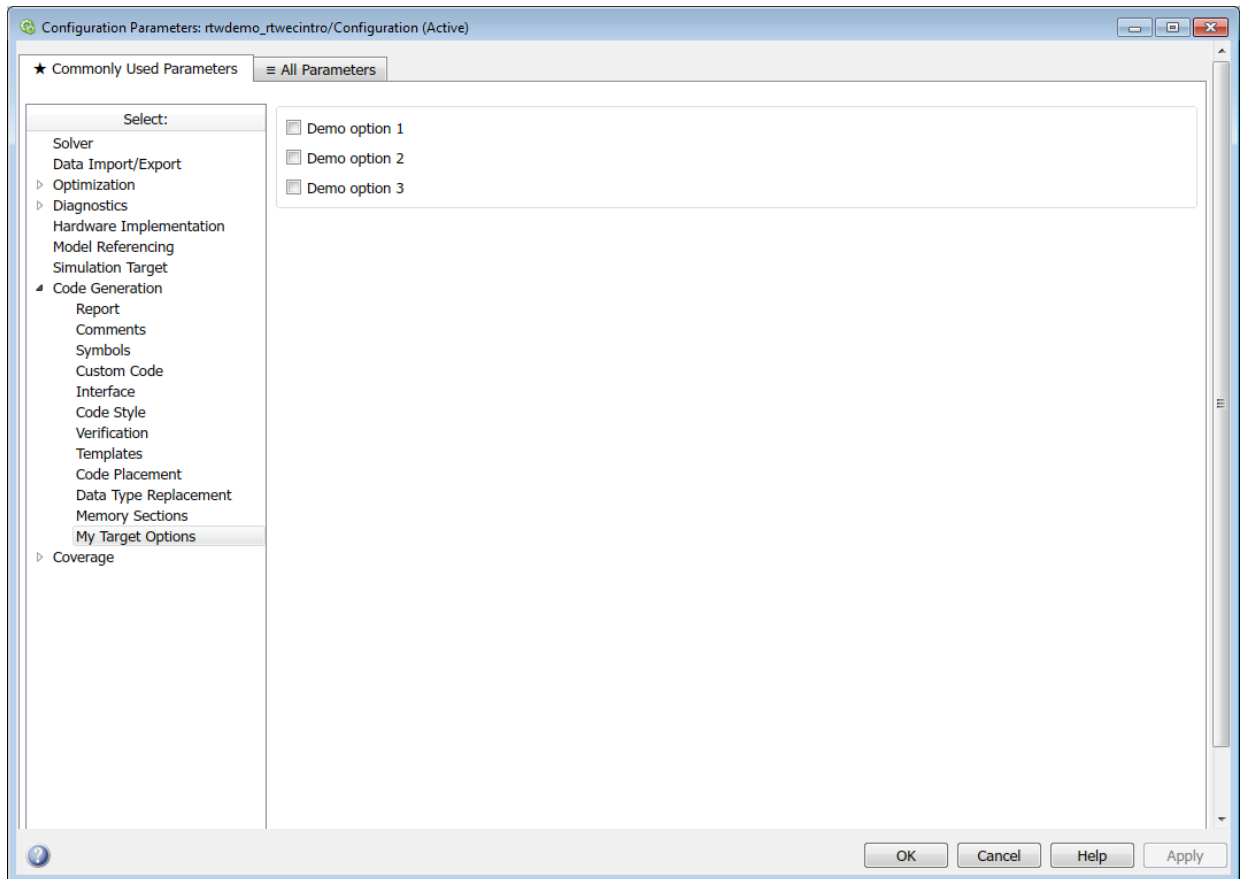 Configuration Parameters: rtwdemo_rtwecintro/Configuration (Active)
★ Commonly Used Parameters
≡ All Parameters
Select:
Solver
Data Import/Export
Optimization
Diagnostics
Hardware Implementation
Model Referencing
Simulation Target
Code Generation
Report
Comments
Symbols
Custom Code
Interface
Code Style
Verification
Templates
Code Placement
Data Type Replacement
Memory Sections
My Target Options
Coverage
Demo option 1
Demo option 2
Demo option 3
?
OK
Cancel
Help
Apply